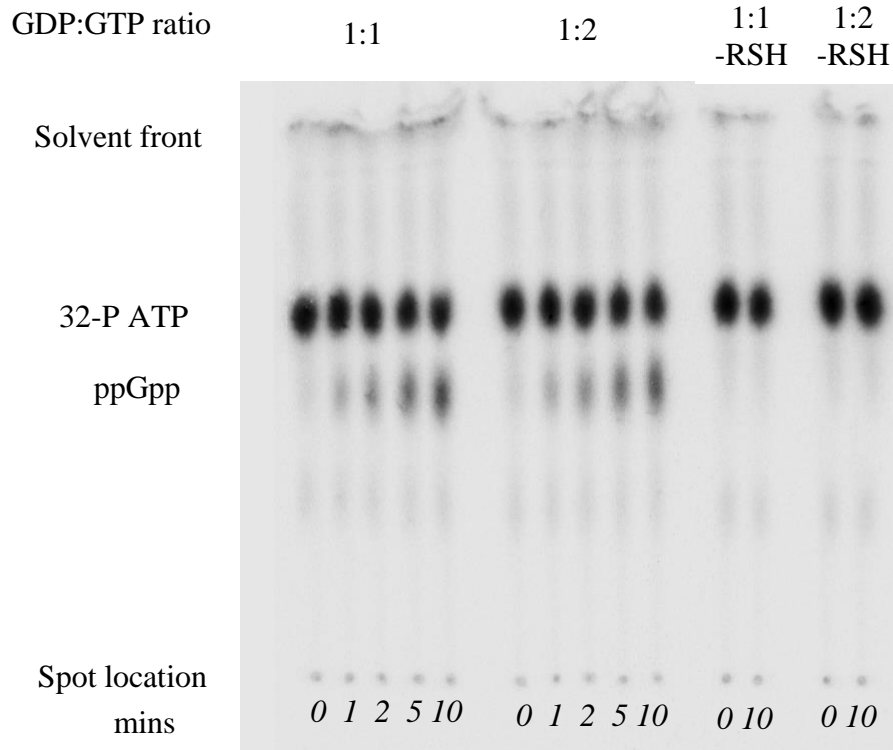 GDP:GTP ratio 1:1 1:2 1:1 1:2
-RSH -RSH
Solvent front
32-P ATP
ppGpp
Spot location
mins 0 1 2 5 10 0 1 2 5 10 0 10 0 10